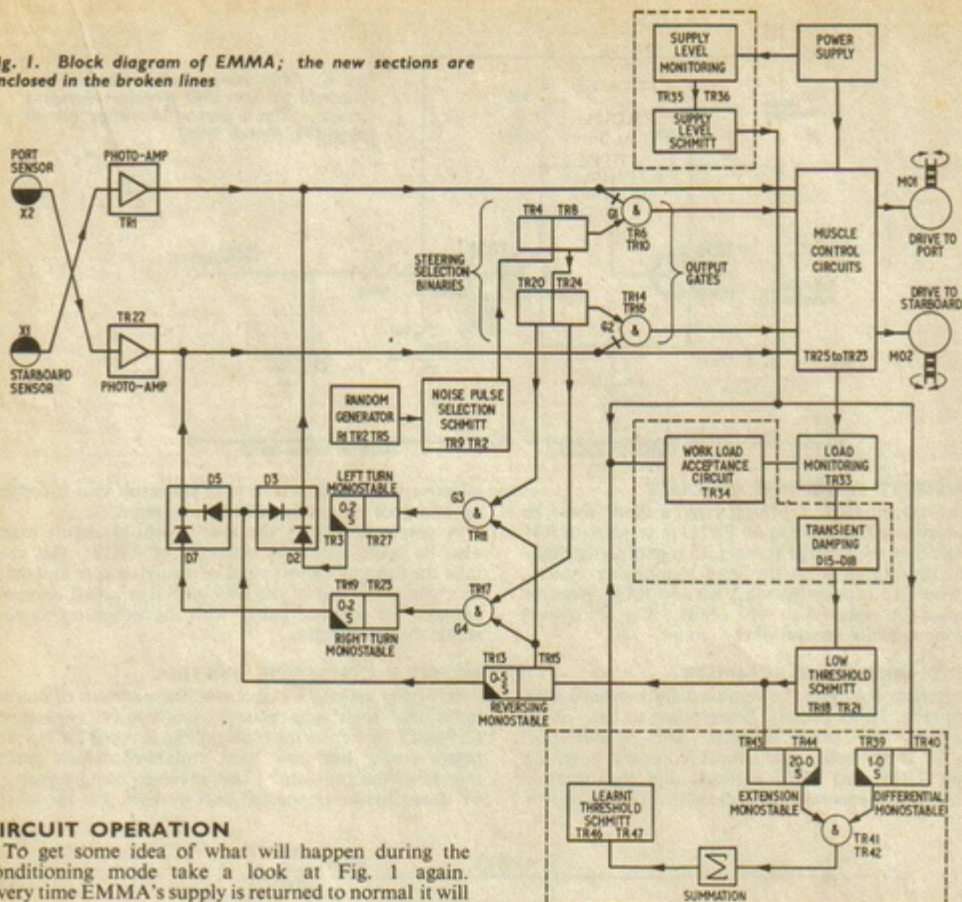 ig. 1. Block diagram of EMMA; the new sections are
nclosed in the broken lines
SUPPLY
LEVEL
MONITORING
POWER
SUPPLY
TR35 TR36
SUPPLY
LEVEL
SCHMITT
PORT
SENSOR
X2
PHOTO-AMP
TR1
STEERING
SELECTION
BINARIES
TR4 TR8
TR20 TR24
G1
&
TR6
TR10
TR14
TR16
G2
&
OUTPUT
GATES
MUSCLE
CONTROL
CIRCUITS
TR25 to TR23
MO1
DRIVE TO
PORT
DRIVE TO
STARBOARD
MO2
TR22
PHOTO-AMP
X1
STARBOARD
SENSOR
RANDOM
GENERATOR
R1 TR2 TR5
NOISE PULSE
SELECTION
SCHMITT
TR9 TR2
WORK LOAD
ACCEPTANCE
CIRCUIT
TR34
LOAD
MONITORING
TR33
TRANSIENT
DAMPING
D15-D18
D5
D3
D7
D2
LEFT TURN
MONOSTABLE
0-2
S
TR3 TR27
G3
&
TR11
TR19 TR23
0-2
S
RIGHT TURN
MONOSTABLE
TR17
&
G4
TR13 TR15
0-5
S
REVERSING
MONOSTABLE
LOW
THRESHOLD
SCHMITT
TR18 TR21
TR43 TR44
20-0
S
EXTENSION
MONOSTABLE
TR39 TR40
1-0
S
DIFFERENTIAL
MONOSTABLE
&
TR41
TR42
LEARNT
THRESHOLD
SCHMITT
TR46 TR47
Σ
SUMMATION
IRCUIT OPERATION
To get some idea of what will happen during the
onditioning mode take a look at Fig. 1 again.
very time EMMA's supply is returned to normal it will